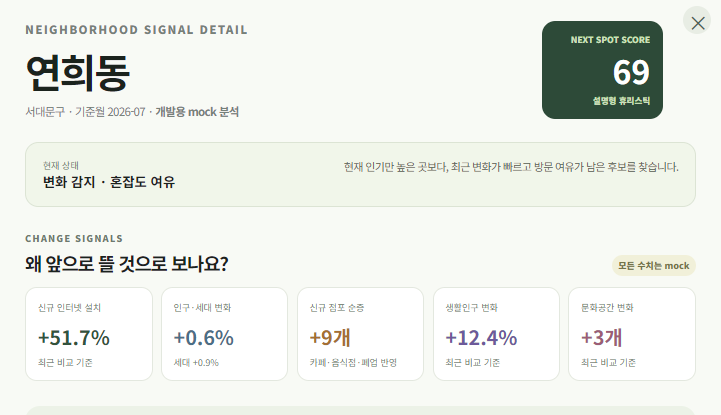 NEIGHBORHOOD SIGNAL DETAIL
연희동
서대문구 · 기준월 2026-07 · 개발용 mock 분석
NEXT SPOT SCORE
69
설명형 휴리스틱
현재 상태
변화 감지 · 혼잡도 여유
현재 인기만 높은 곳보다, 최근 변화가 빠르고 방문 여유가 남은 후보를 찾습니다.
CHANGE SIGNALS
왜 앞으로 뜰 것으로 보나요?
모든 수치는 mock
신규 인터넷 설치
+51.7%
최근 비교 기준
인구·세대 변화
+0.6%
세대 +0.9%
신규 점포 순증
+9개
카페·음식점·폐업 반영
생활인구 변화
+12.4%
최근 비교 기준
문화공간 변화
+3개
최근 비교 기준